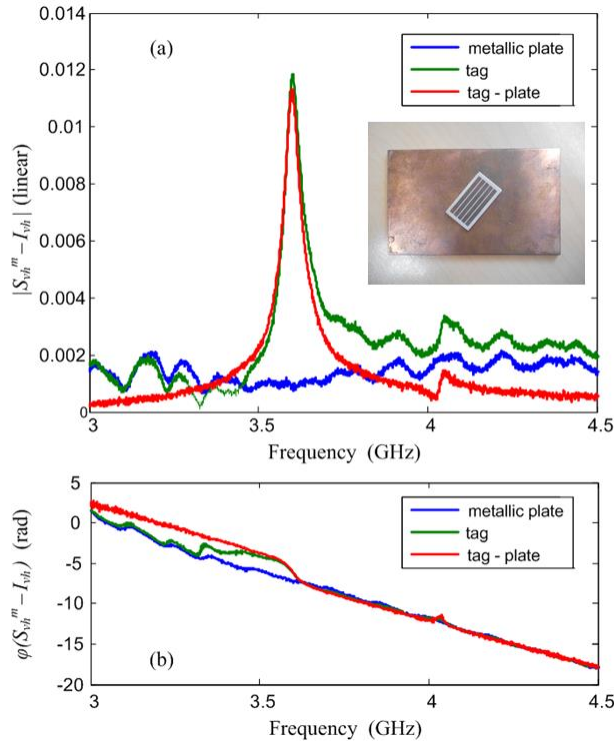 0.014
0.012
0.01
0.008
0.006
0.004
0.002
0
|S_vh^m − I_vh| (linear)
(a)
metallic plate
tag
tag - plate
3
3.5
4
4.5
Frequency (GHz)
5
0
-5
-10
-15
-20
φ(S_vh^m − I_vh) (rad)
metallic plate
tag
tag - plate
(b)
3
3.5
4
4.5
Frequency (GHz)